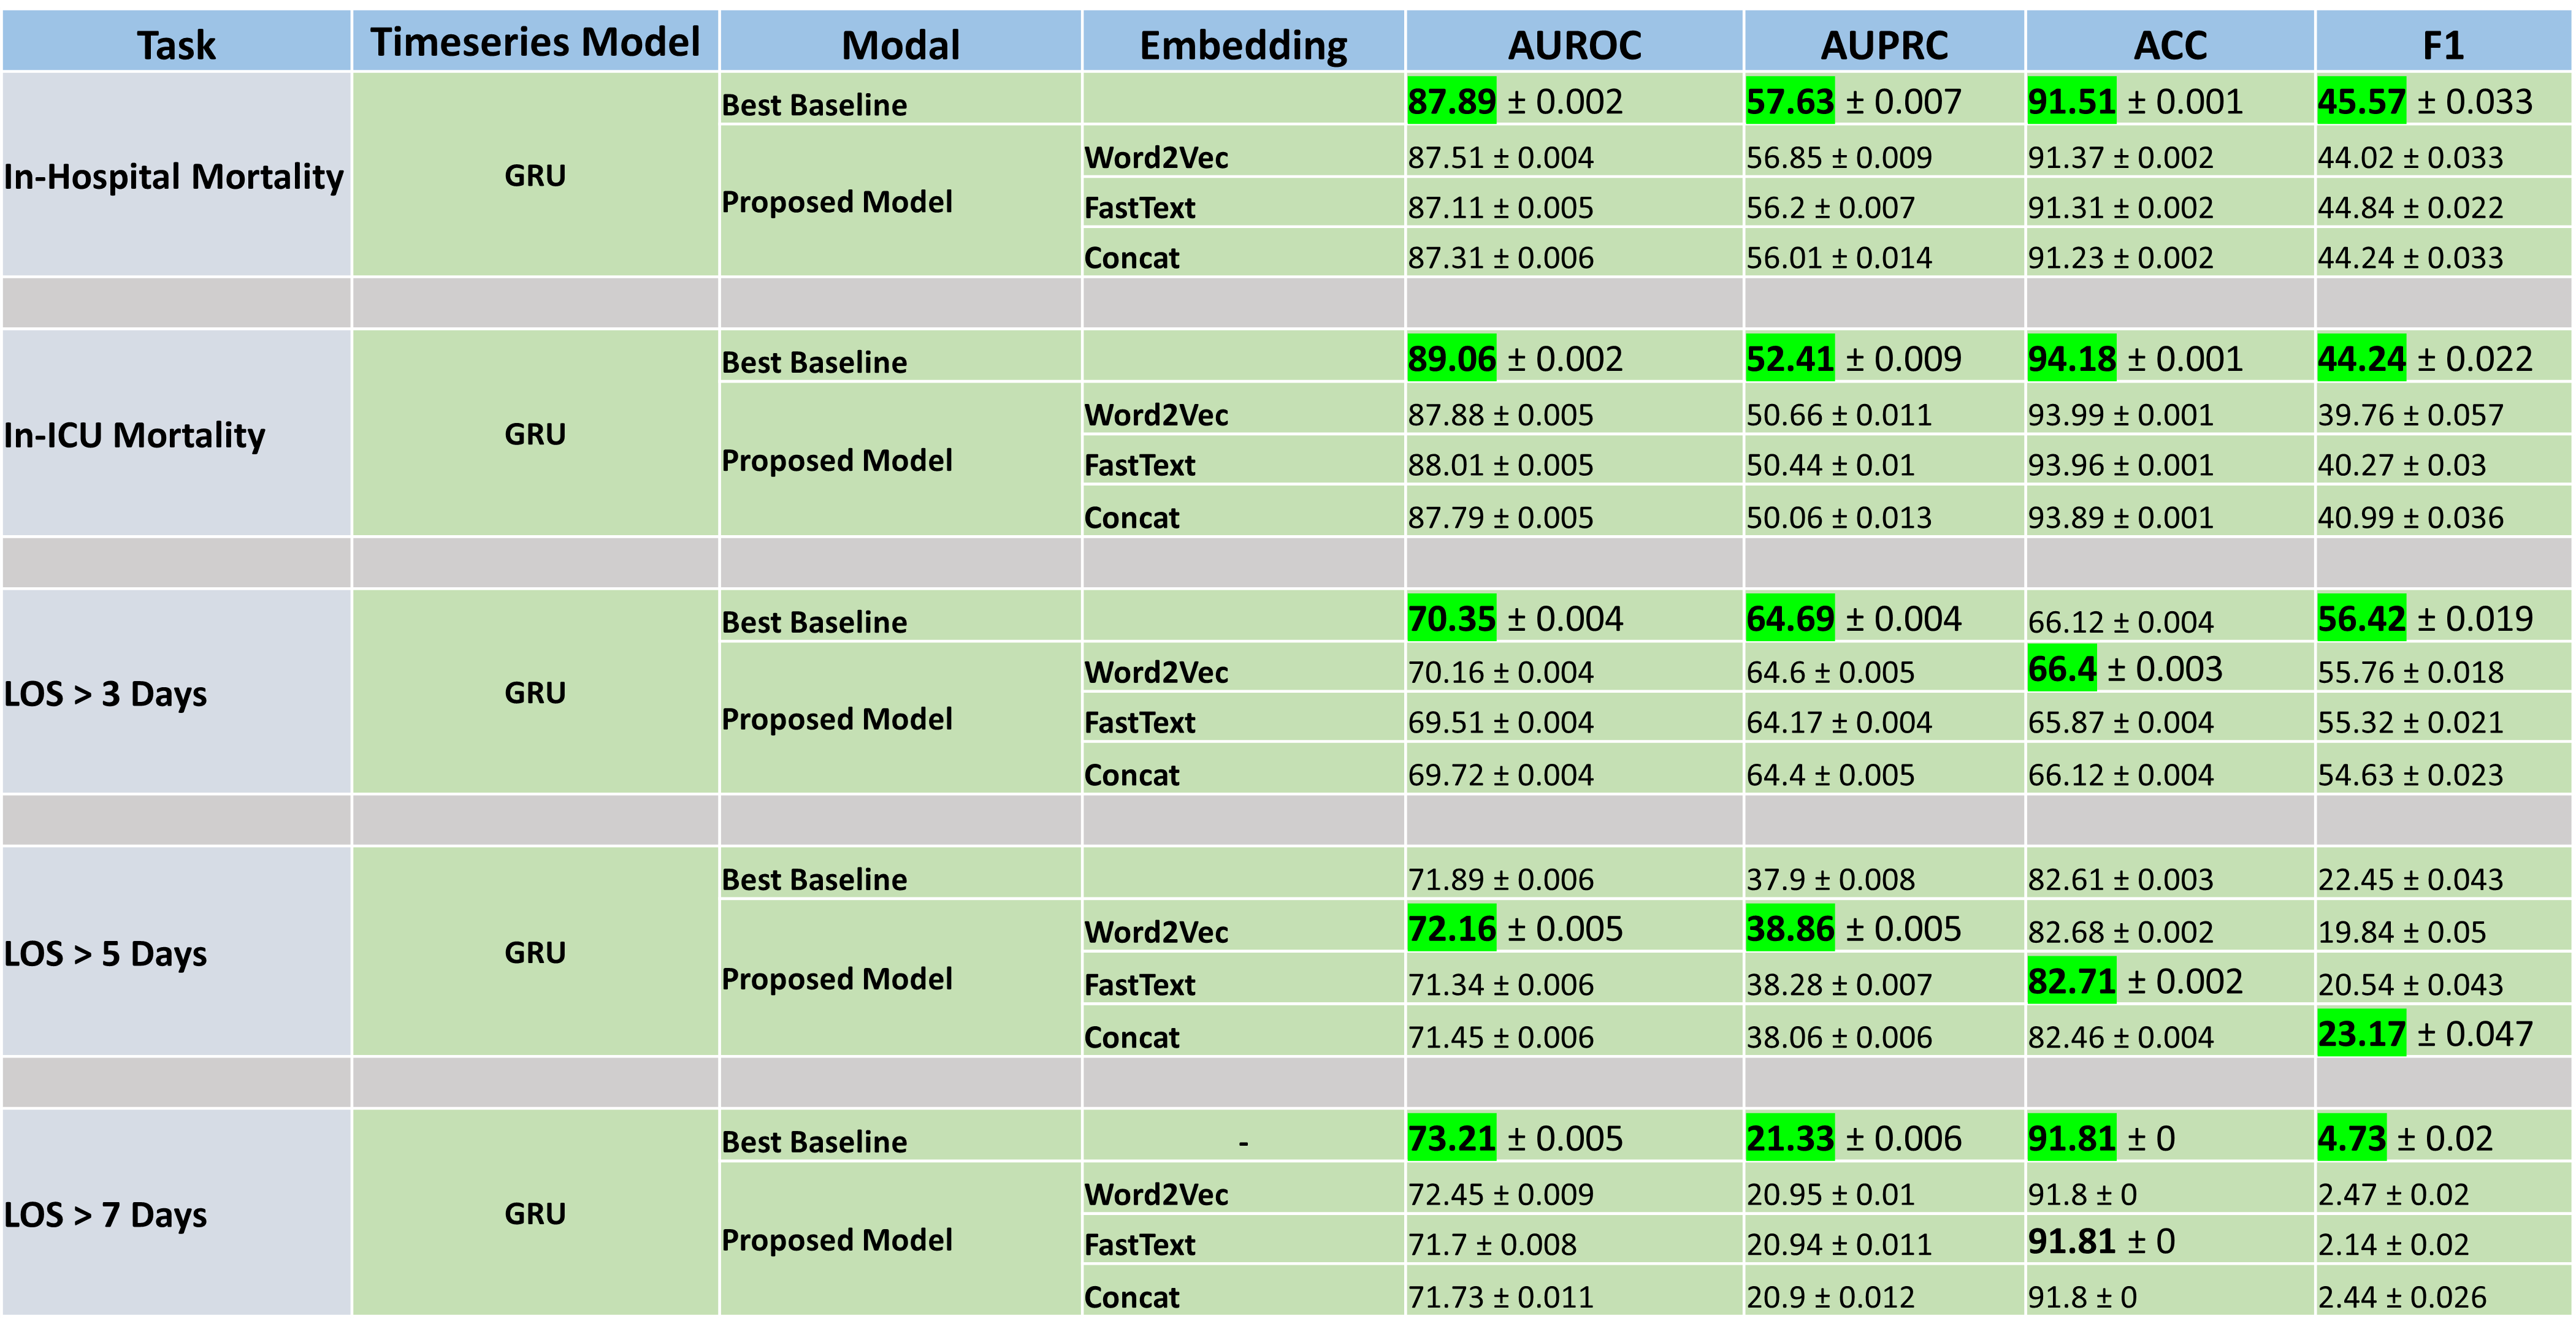 Task Timeseries Model Modal Embedding AUROC AUPRC ACC F1
In-Hospital Mortality GRU Best Baseline 87.89 ± 0.002 57.63 ± 0.007 91.51 ± 0.001 45.57 ± 0.033
Proposed Model Word2Vec 87.51 ± 0.004 56.85 ± 0.009 91.37 ± 0.002 44.02 ± 0.033
FastText 87.11 ± 0.005 56.2 ± 0.007 91.31 ± 0.002 44.84 ± 0.022
Concat 87.31 ± 0.006 56.01 ± 0.014 91.23 ± 0.002 44.24 ± 0.033
In-ICU Mortality GRU Best Baseline 89.06 ± 0.002 52.41 ± 0.009 94.18 ± 0.001 44.24 ± 0.022
Proposed Model Word2Vec 87.88 ± 0.005 50.66 ± 0.011 93.99 ± 0.001 39.76 ± 0.057
FastText 88.01 ± 0.005 50.44 ± 0.01 93.96 ± 0.001 40.27 ± 0.03
Concat 87.79 ± 0.005 50.06 ± 0.013 93.89 ± 0.001 40.99 ± 0.036
LOS > 3 Days GRU Best Baseline 70.35 ± 0.004 64.69 ± 0.004 66.12 ± 0.004 56.42 ± 0.019
Proposed Model Word2Vec 70.16 ± 0.004 64.6 ± 0.005 66.4 ± 0.003 55.76 ± 0.018
FastText 69.51 ± 0.004 64.17 ± 0.004 65.87 ± 0.004 55.32 ± 0.021
Concat 69.72 ± 0.004 64.4 ± 0.005 66.12 ± 0.004 54.63 ± 0.023
LOS > 5 Days GRU Best Baseline 71.89 ± 0.006 37.9 ± 0.008 82.61 ± 0.003 22.45 ± 0.043
Proposed Model Word2Vec 72.16 ± 0.005 38.86 ± 0.005 82.68 ± 0.002 19.84 ± 0.05
FastText 71.34 ± 0.006 38.28 ± 0.007 82.71 ± 0.002 20.54 ± 0.043
Concat 71.45 ± 0.006 38.06 ± 0.006 82.46 ± 0.004 23.17 ± 0.047
LOS > 7 Days GRU Best Baseline - 73.21 ± 0.005 21.33 ± 0.006 91.81 ± 0 4.73 ± 0.02
Proposed Model Word2Vec 72.45 ± 0.009 20.95 ± 0.01 91.8 ± 0 2.47 ± 0.02
FastText 71.7 ± 0.008 20.94 ± 0.011 91.81 ± 0 2.14 ± 0.02
Concat 71.73 ± 0.011 20.9 ± 0.012 91.8 ± 0 2.44 ± 0.026